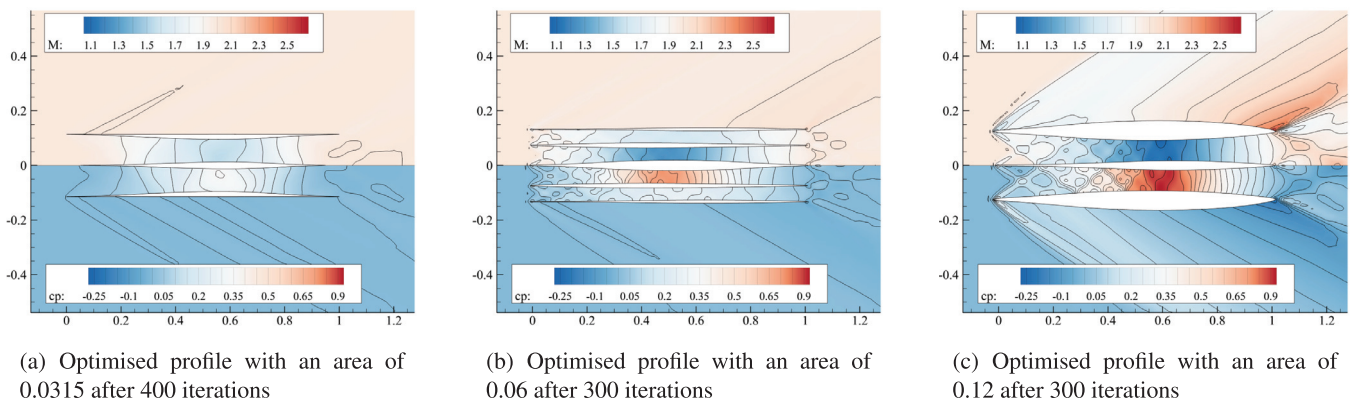 M: 1.1 1.3 1.5 1.7 1.9 2.1 2.3 2.5
0.4
0.2
0
-0.2
-0.4
cp: -0.25 -0.1 0.05 0.2 0.35 0.5 0.65 0.9
0 0.2 0.4 0.6 0.8 1 1.2
(a) Optimised profile with an area of
0.0315 after 400 iterations
M: 1.1 1.3 1.5 1.7 1.9 2.1 2.3 2.5
0.4
0.2
0
-0.2
-0.4
cp: -0.25 -0.1 0.05 0.2 0.35 0.5 0.65 0.9
0 0.2 0.4 0.6 0.8 1 1.2
(b) Optimised profile with an area of
0.06 after 300 iterations
M: 1.1 1.3 1.5 1.7 1.9 2.1 2.3 2.5
0.4
0.2
0
-0.2
-0.4
cp: -0.25 -0.1 0.05 0.2 0.35 0.5 0.65 0.9
0 0.2 0.4 0.6 0.8 1 1.2
(c) Optimised profile with an area of
0.12 after 300 iterations